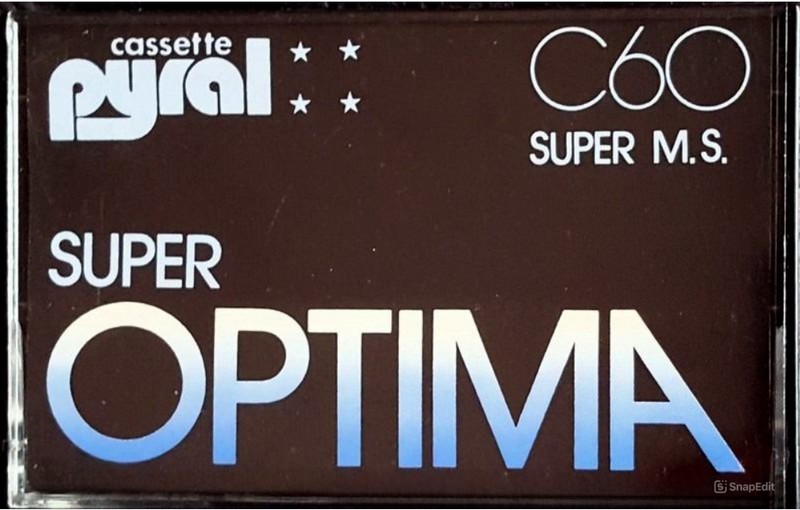 cassette
pyral
C60
SUPER M.S.
SUPER
OPTIMA
SnapEdit